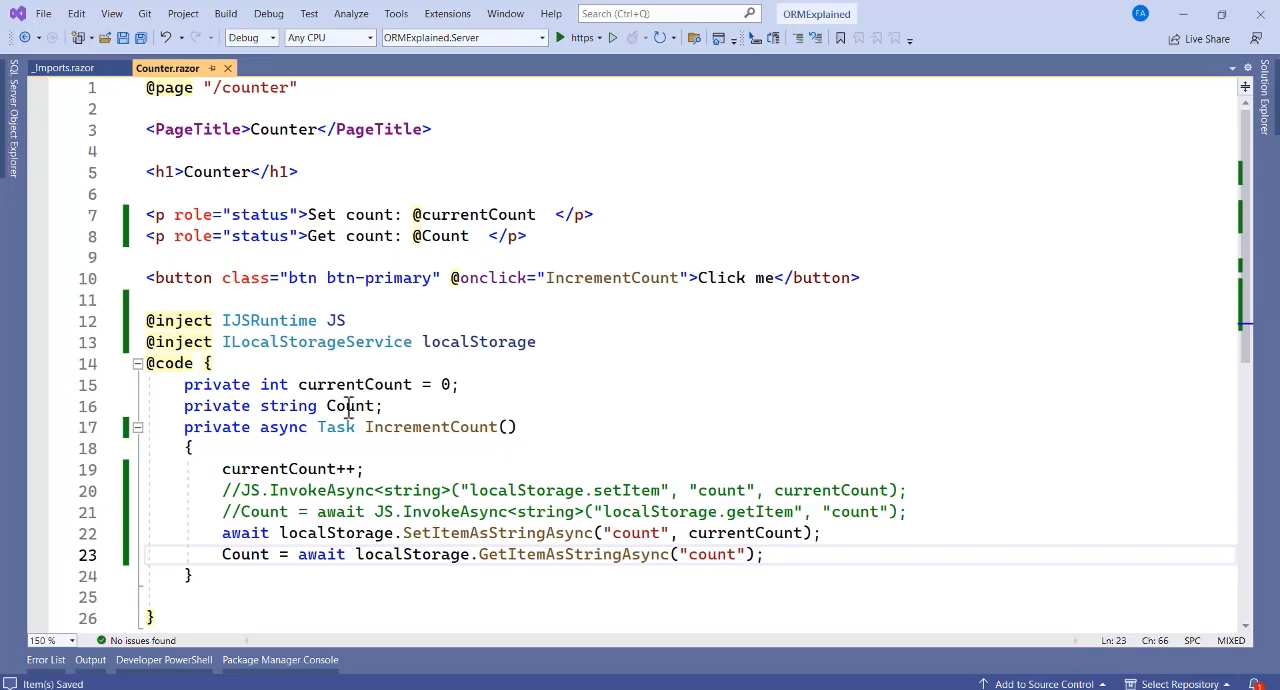 File Edit View Git Project Build Debug Test Analyze Tools Extensions Window Help Search (Ctrl+Q) ORMExplained FA
Debug Any CPU ORMExplained.Server https Live Share
_Imports.razor Counter.razor
SQL Server Object Explorer
Solution Explorer
1 @page "/counter"
2
3 <PageTitle>Counter</PageTitle>
4
5 <h1>Counter</h1>
6
7 <p role="status">Set count: @currentCount </p>
8 <p role="status">Get count: @Count </p>
9
10 <button class="btn btn-primary" @onclick="IncrementCount">Click me</button>
11
12 @inject IJSRuntime JS
13 @inject ILocalStorageService localStorage
14 @code {
15 private int currentCount = 0;
16 private string Count;
17 private async Task IncrementCount()
18 {
19 currentCount++;
20 //JS.InvokeAsync<string>("localStorage.setItem", "count", currentCount);
21 //Count = await JS.InvokeAsync<string>("localStorage.getItem", "count");
22 await localStorage.SetItemAsStringAsync("count", currentCount);
23 Count = await localStorage.GetItemAsStringAsync("count");
24 }
25
26 }
150 % No issues found Ln: 23 Ch: 66 SPC MIXED
Error List Output Developer PowerShell Package Manager Console
Item(s) Saved Add to Source Control Select Repository 1